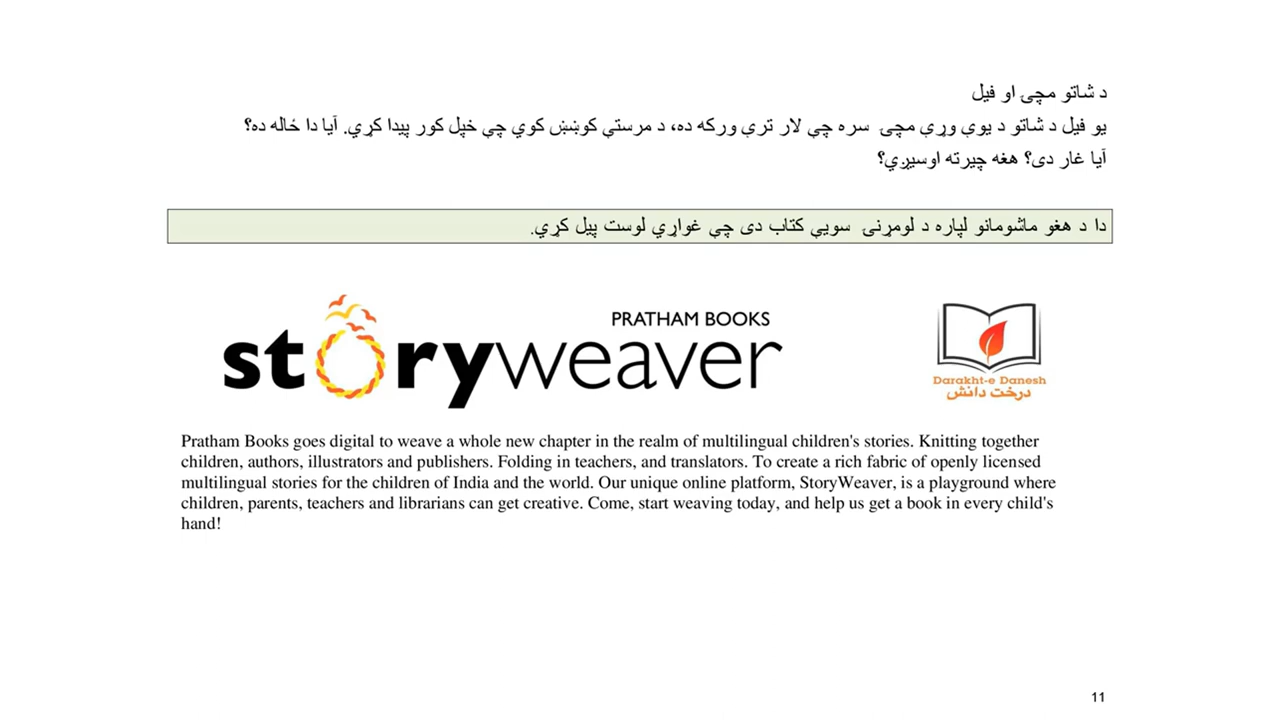 د شاتو مچۍ او فیل
یو فیل د شاتو د یوې وړې مچۍ سره چې لار ترې ورکه ده، د مرستې کوښښ کوي چې خپل کور پیدا کړي. آیا دا ځاله ده؟
آیا غار دی؟ هغه چیرته اوسیږي؟
دا د هغو ماشومانو لپاره د لومړنۍ سویې کتاب دی چې غواړي لوست پیل کړي.
PRATHAM BOOKS
storyweaver
Darakht-e Danesh
درخت دانش
Pratham Books goes digital to weave a whole new chapter in the realm of multilingual children's stories. Knitting together
children, authors, illustrators and publishers. Folding in teachers, and translators. To create a rich fabric of openly licensed
multilingual stories for the children of India and the world. Our unique online platform, StoryWeaver, is a playground where
children, parents, teachers and librarians can get creative. Come, start weaving today, and help us get a book in every child's
hand!
11